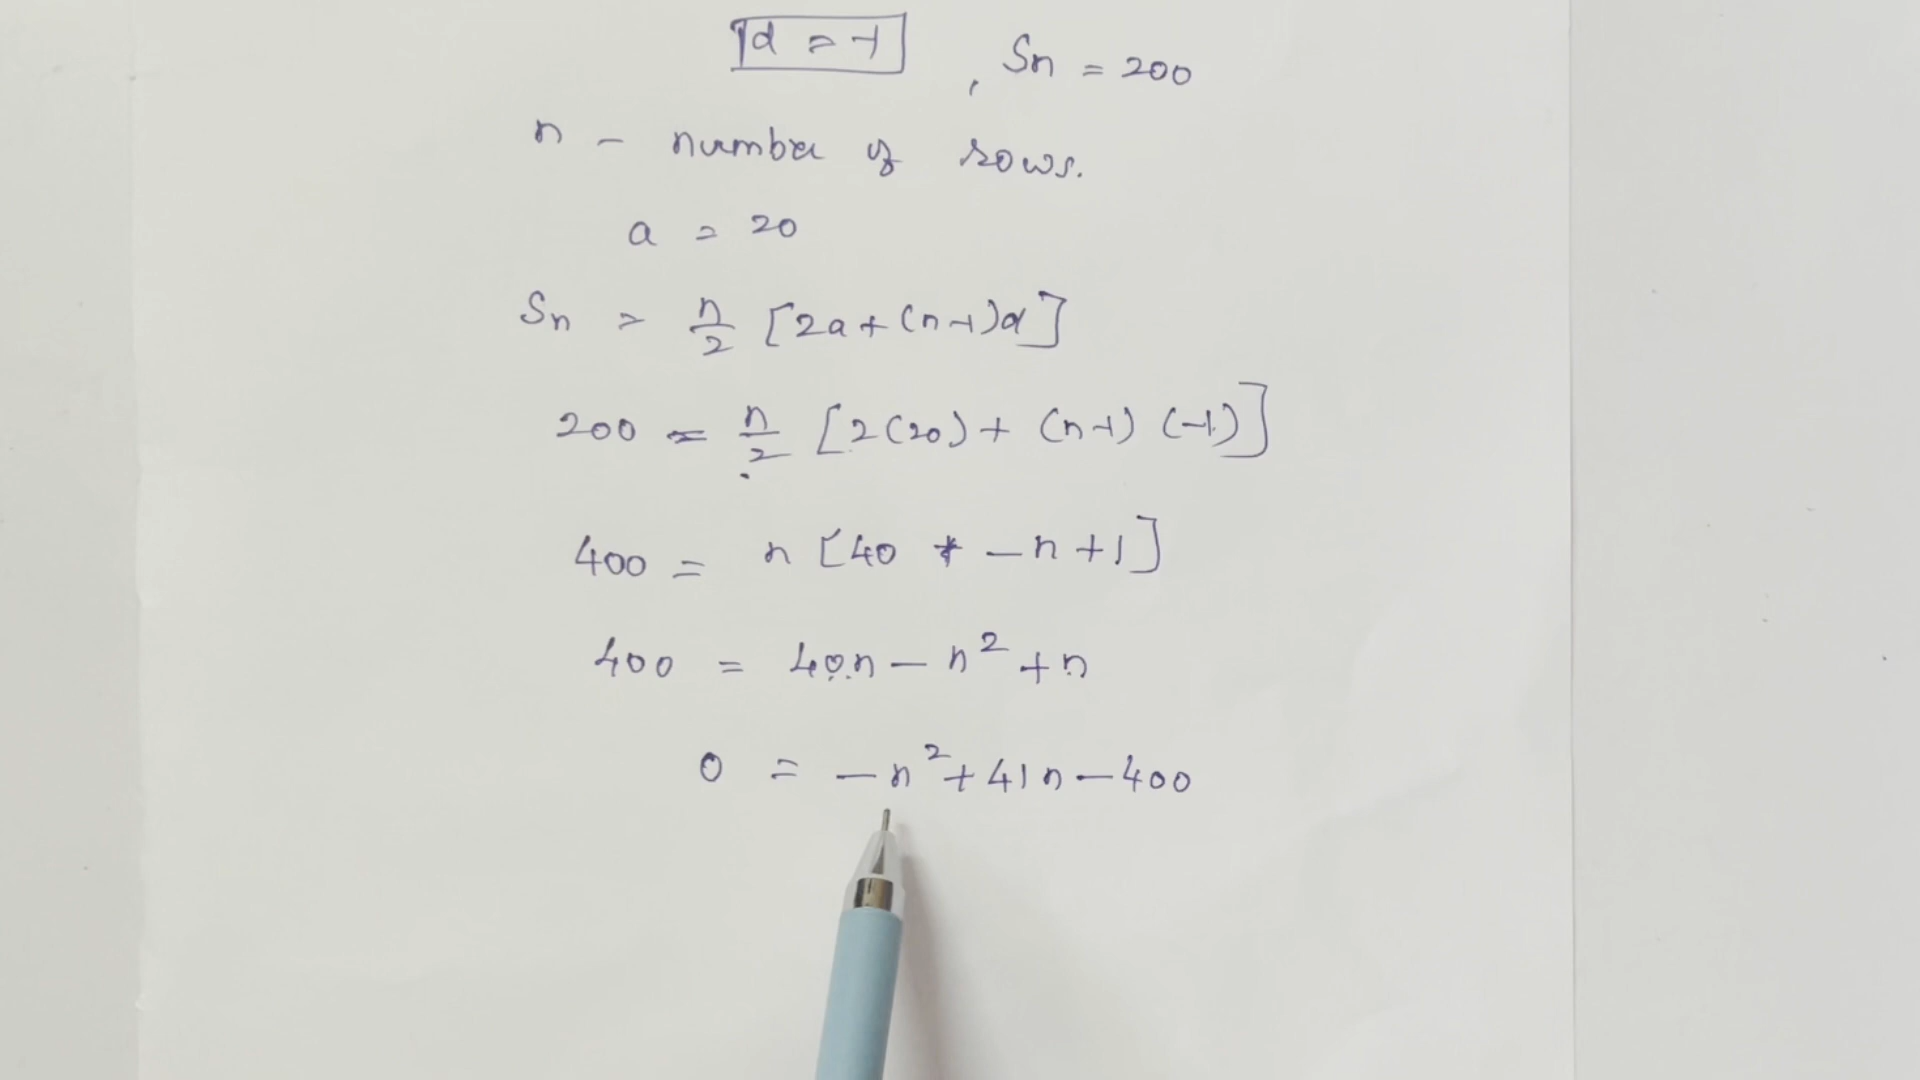 d = -1 , Sn = 200
n - number of rows.
a = 20
Sn = n/2 [2a + (n-1)d]
200 = n/2 [2(20) + (n-1) (-1)]
400 = n [40 + -n +1]
400 = 40n - n² + n
0 = -n² + 41n - 400